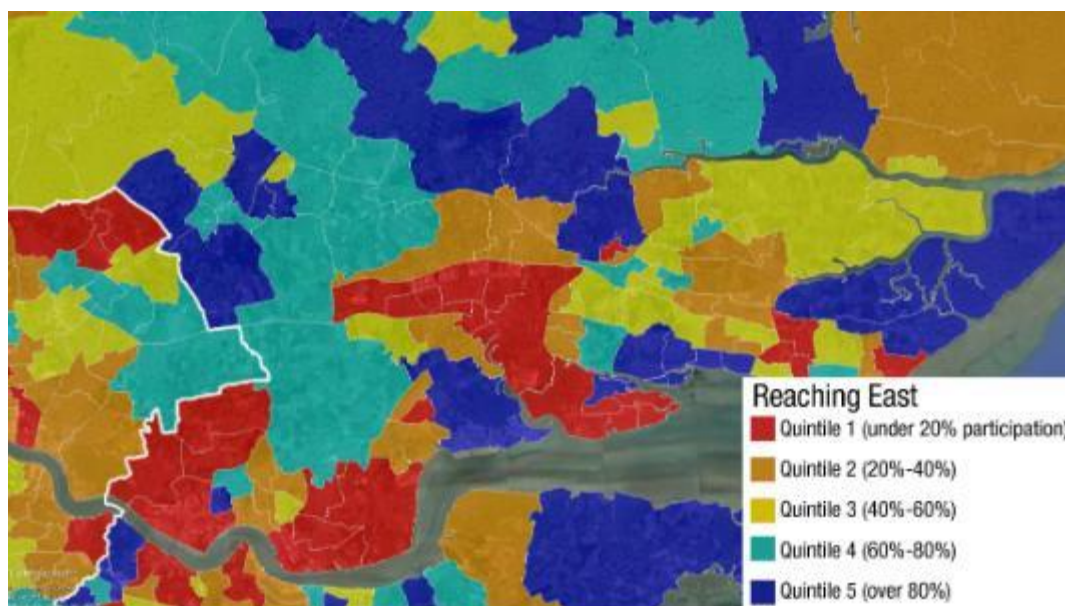 Reaching East
Quintile 1 (under 20% participation)
Quintile 2 (20%-40%)
Quintile 3 (40%-60%)
Quintile 4 (60%-80%)
Quintile 5 (over 80%)